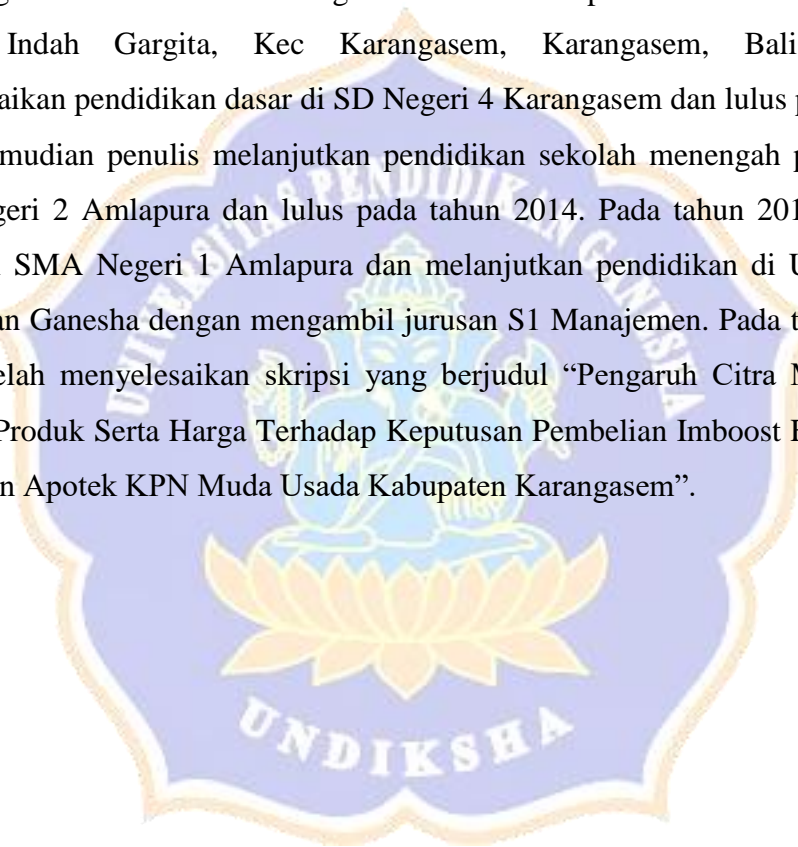 Indah Gargita, Kec Karangasem, Karangasem, Bali
aikan pendidikan dasar di SD Negeri 4 Karangasem dan lulus p
mudian penulis melanjutkan pendidikan sekolah menengah p
geri 2 Amlapura dan lulus pada tahun 2014. Pada tahun 201
SMA Negeri 1 Amlapura dan melanjutkan pendidikan di U
an Ganesha dengan mengambil jurusan S1 Manajemen. Pada t
elah menyelesaikan skripsi yang berjudul “Pengaruh Citra M
Produk Serta Harga Terhadap Keputusan Pembelian Imboost
n Apotek KPN Muda Usada Kabupaten Karangasem”.
UNIVERSITAS PENDIDIKAN GANESHA
UNDIKSHA